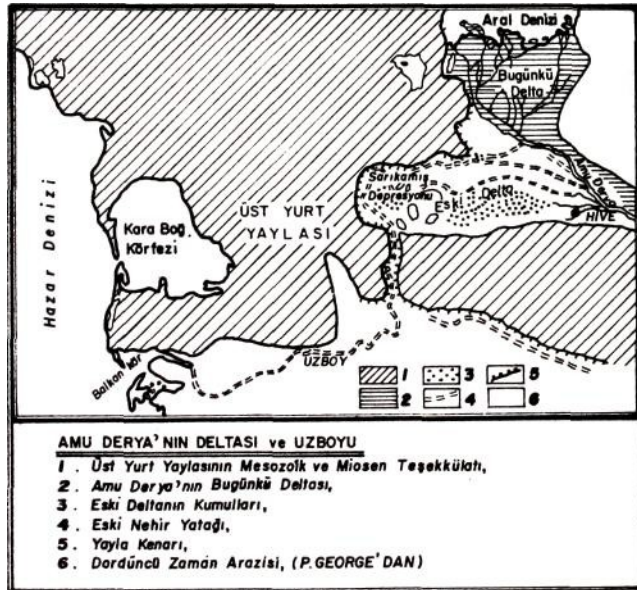 Aral Denizi
Bugünkü
Delta
Amu Derya
Sarıkamış
Depresyonu
Eski Delta
HİVE
Hazar Denizi
Kara Boğ.
Körfezi
ÜST YURT
YAYLASI
Balkan Kör
UZBOY
1
2
3
4
5
6
AMU DERYA'NIN DELTASI ve UZBOYU
1 . Üst Yurt Yaylasının Mesozoik ve Miosen Teşekkülatı,
2 . Amu Derya'nın Bugünkü Deltası,
3 . Eski Deltanın Kumulları,
4 . Eski Nehir Yatağı,
5 . Yayla Kenarı,
6 . Dördüncü Zaman Arazisi, (P.GEORGE'DAN)